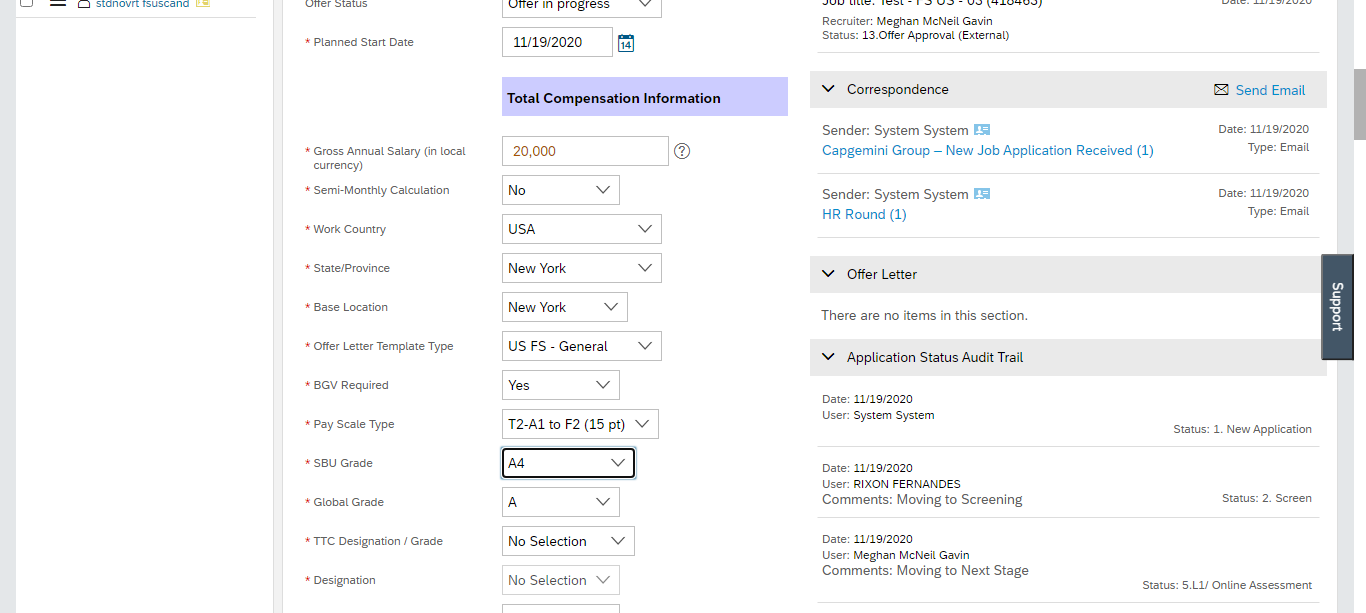 stdnovrt fsuscand
Offer Status
Offer in progress
* Planned Start Date
11/19/2020
14
Total Compensation Information
* Gross Annual Salary (in local
currency)
20,000
?
* Semi-Monthly Calculation
No
* Work Country
USA
* State/Province
New York
* Base Location
New York
* Offer Letter Template Type
US FS - General
* BGV Required
Yes
* Pay Scale Type
T2-A1 to F2 (15 pt)
* SBU Grade
A4
* Global Grade
A
* TTC Designation / Grade
No Selection
* Designation
No Selection
Job title: Test - FS US - 03 (418463)
Date: 11/19/2020
Recruiter: Meghan McNeil Gavin
Status: 13.Offer Approval (External)
Correspondence
Send Email
Sender: System System
Date: 11/19/2020
Capgemini Group – New Job Application Received (1)
Type: Email
Sender: System System
Date: 11/19/2020
HR Round (1)
Type: Email
Offer Letter
There are no items in this section.
Application Status Audit Trail
Date: 11/19/2020
User: System System
Status: 1. New Application
Date: 11/19/2020
User: RIXON FERNANDES
Comments: Moving to Screening
Status: 2. Screen
Date: 11/19/2020
User: Meghan McNeil Gavin
Comments: Moving to Next Stage
Status: 5.L1/ Online Assessment
Support